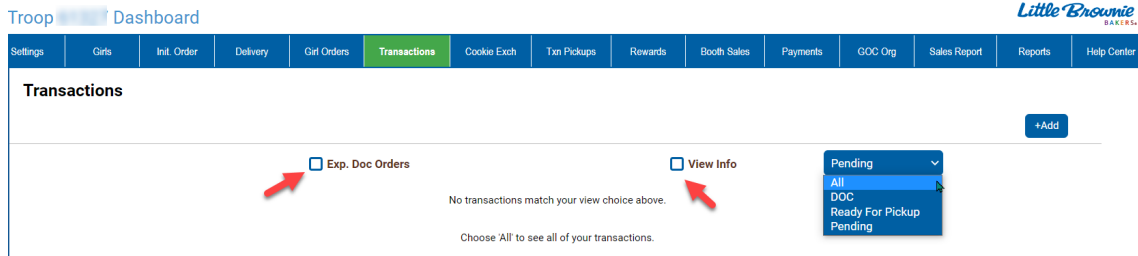 Troop Dashboard
Little Brownie
BAKERS.
Settings Girls Init. Order Delivery Girl Orders Transactions Cookie Exch Txn Pickups Rewards Booth Sales Payments GOC Org Sales Report Reports Help Center
Transactions
+Add
Exp. Doc Orders View Info Pending
All
DOC
Ready For Pickup
Pending
No transactions match your view choice above.
Choose 'All' to see all of your transactions.